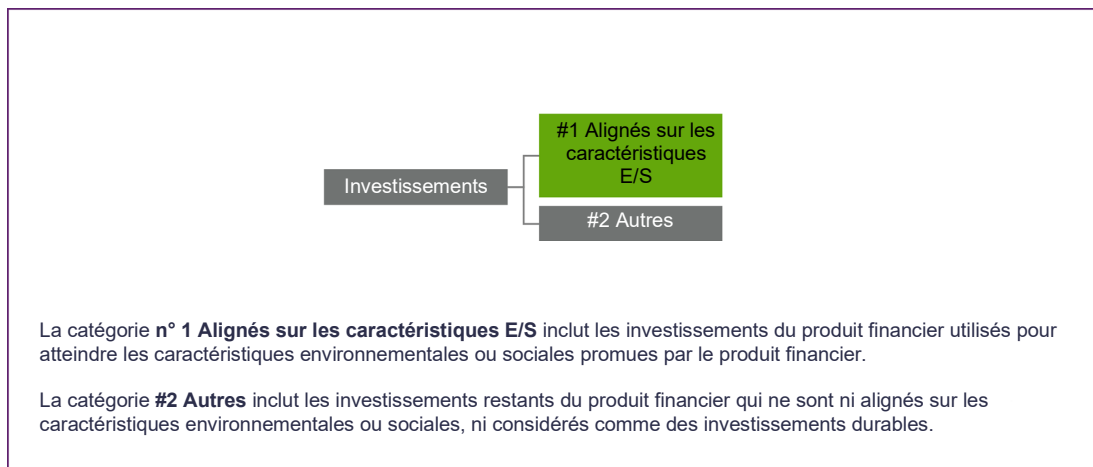 #1 Alignés sur les
caractéristiques
E/S
Investissements
#2 Autres
La catégorie n° 1 Alignés sur les caractéristiques E/S inclut les investissements du produit financier utilisés pour
atteindre les caractéristiques environnementales ou sociales promues par le produit financier.
La catégorie #2 Autres inclut les investissements restants du produit financier qui ne sont ni alignés sur les
caractéristiques environnementales ou sociales, ni considérés comme des investissements durables.